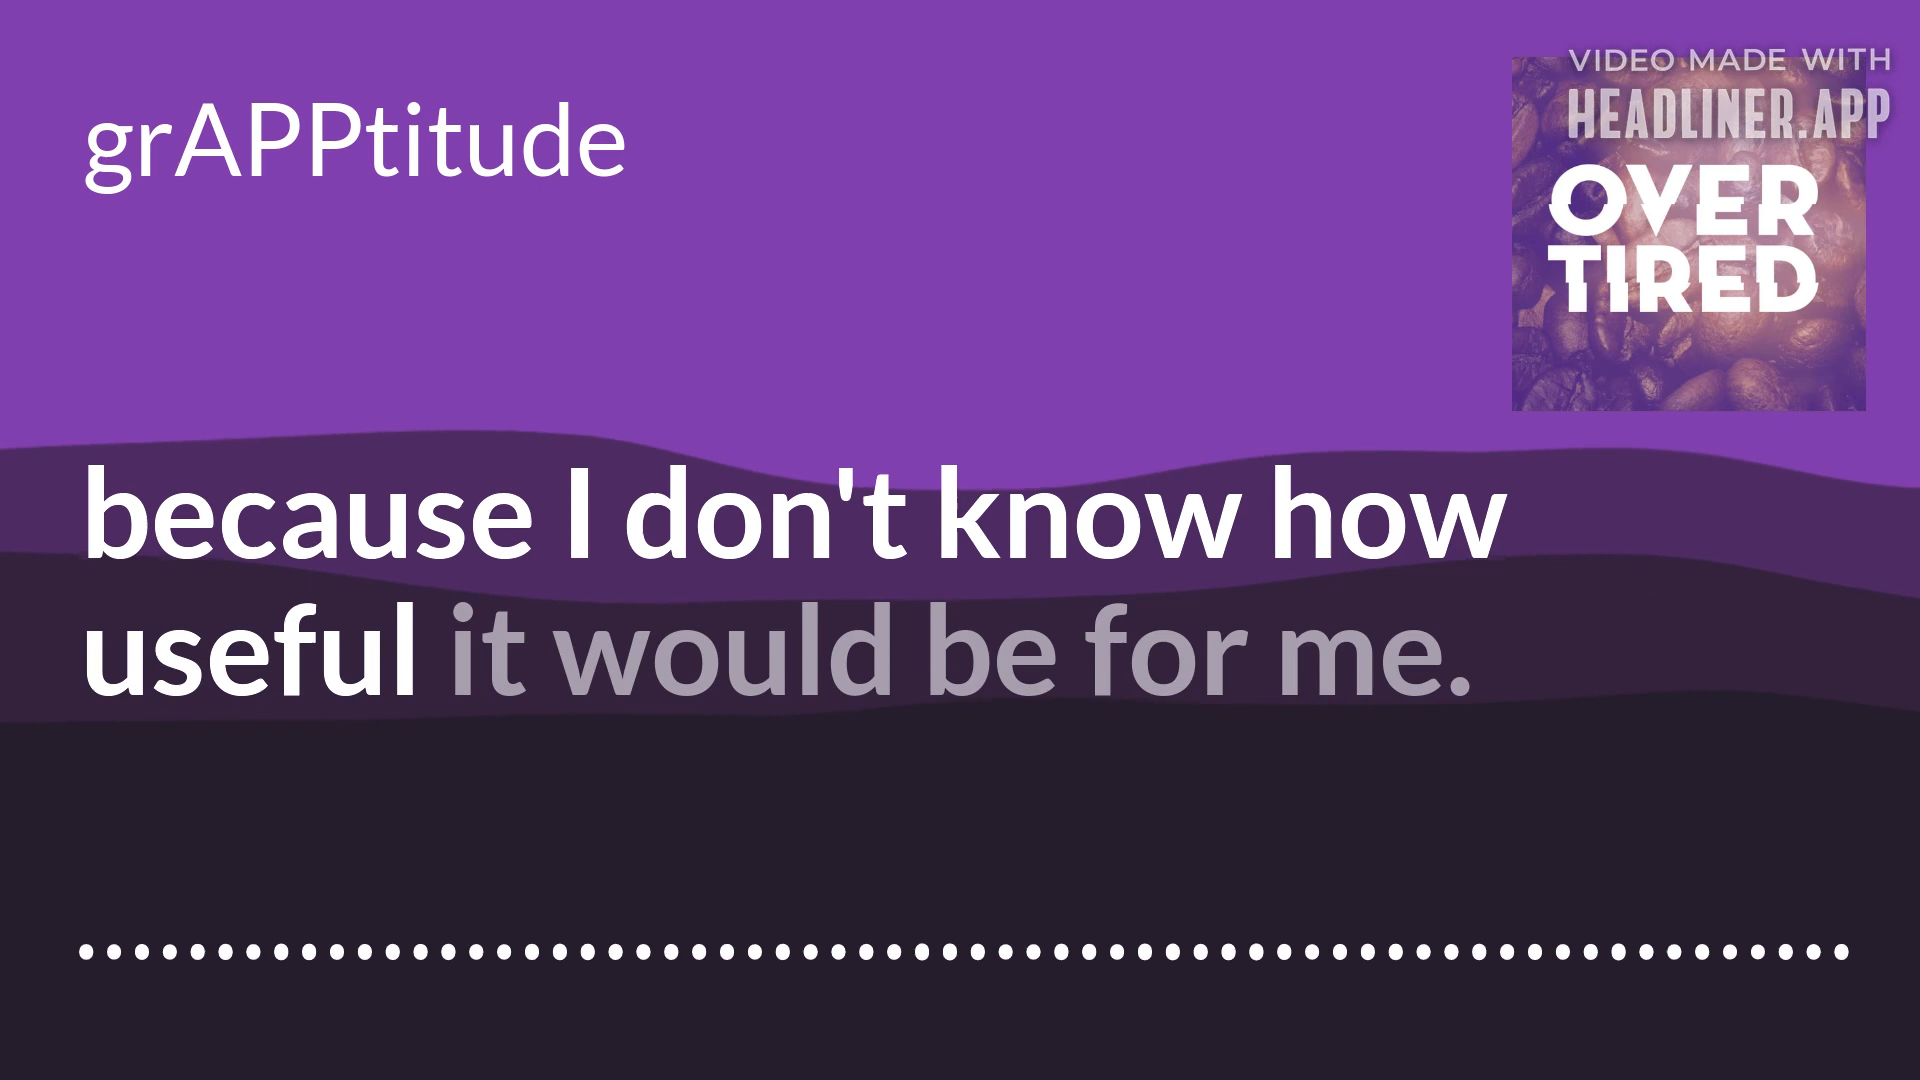 grAPPtitude
VIDEO MADE WITH
HEADLINER.APP
OVER
TIRED
because I don't know how
useful it would be for me.